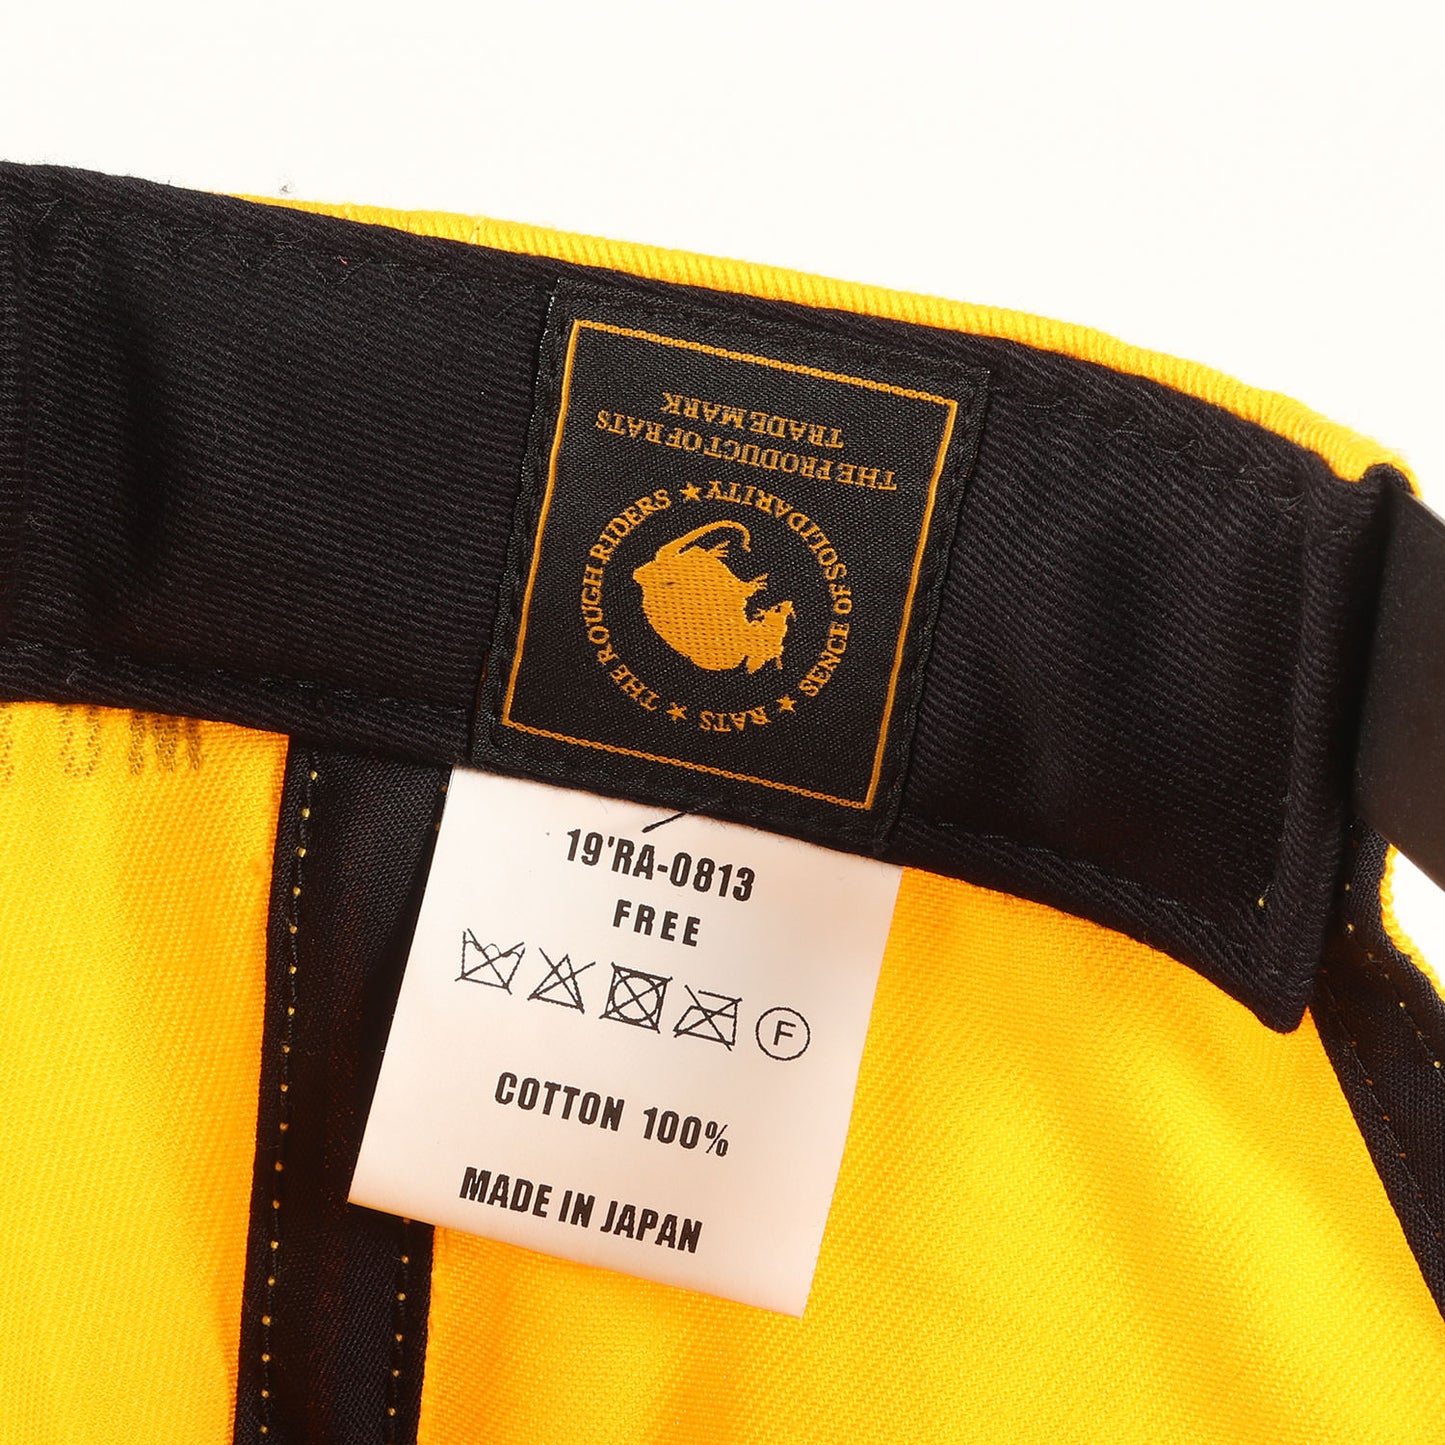 THE PRODUCT OF RATS
TRADE MARK
RATS ★ THE ROUGH RIDERS ★ SENCE OF SOLIDARITY ★
19'RA-0813
FREE
F
COTTON 100%
MADE IN JAPAN